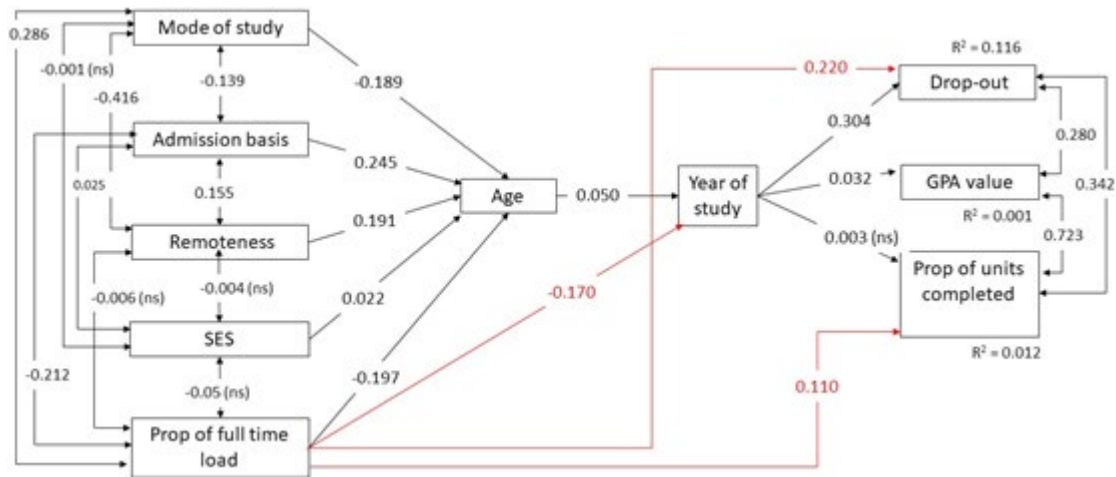 R² = 0.116
0.286
Mode of study
-0.001 (ns)
-0.139
-0.189
0.220
Drop-out
-0.416
0.304
0.280
Admission basis
0.245
0.025
0.155
Age
0.050
Year of
study
0.032
GPA value
0.342
R² = 0.001
Remoteness
0.191
0.003 (ns)
0.723
-0.006 (ns)
-0.004 (ns)
0.022
-0.170
Prop of units
completed
SES
R² = 0.012
-0.212
-0.05 (ns)
-0.197
0.110
Prop of full time
load